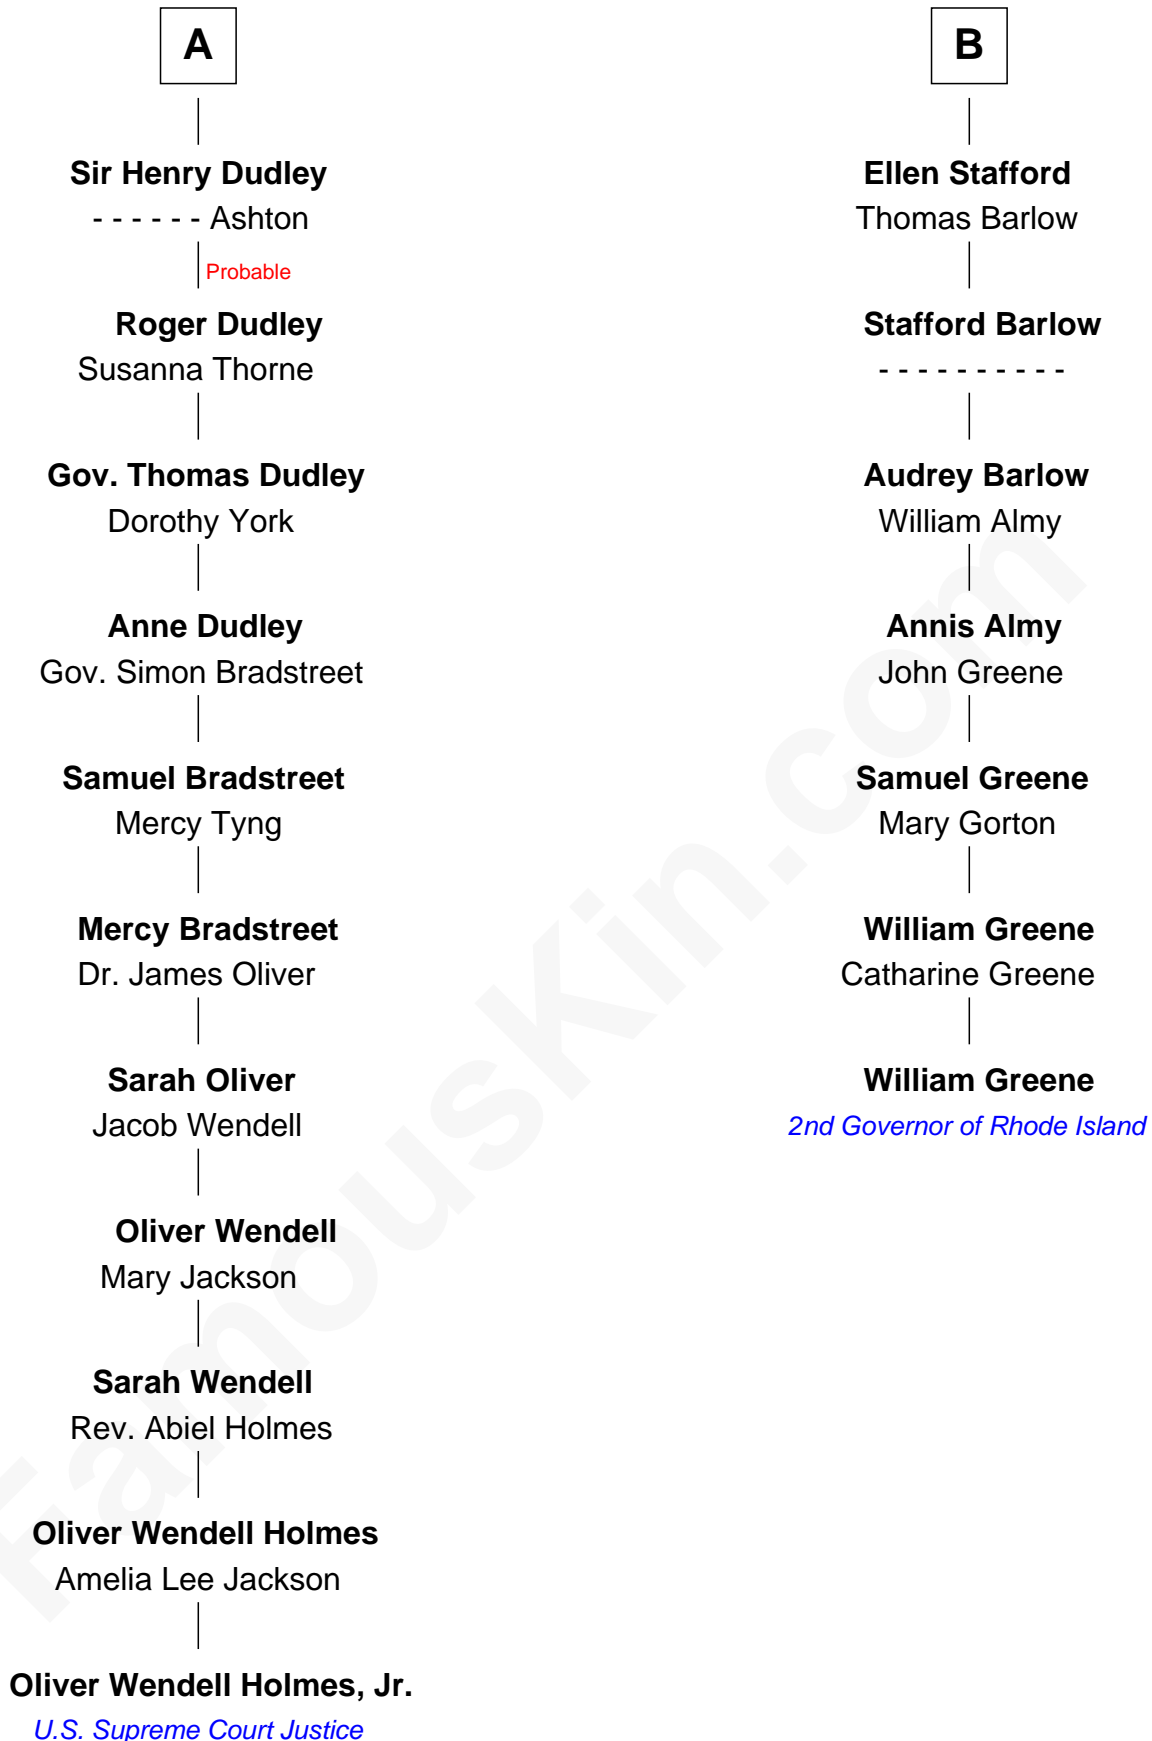 A
Sir Henry Dudley
- - - - - - Ashton
Probable
Roger Dudley
Susanna Thorne
Gov. Thomas Dudley
Dorothy York
Anne Dudley
Gov. Simon Bradstreet
Samuel Bradstreet
Mercy Tyng
Mercy Bradstreet
Dr. James Oliver
Sarah Oliver
Jacob Wendell
Oliver Wendell
Mary Jackson
Sarah Wendell
Rev. Abiel Holmes
Oliver Wendell Holmes
Amelia Lee Jackson
Oliver Wendell Holmes, Jr.
U.S. Supreme Court Justice
B
Ellen Stafford
Thomas Barlow
Stafford Barlow
- - - - - - - - - -
Audrey Barlow
William Almy
Annis Almy
John Greene
Samuel Greene
Mary Gorton
William Greene
Catharine Greene
William Greene
2nd Governor of Rhode Island
FamousKin.com